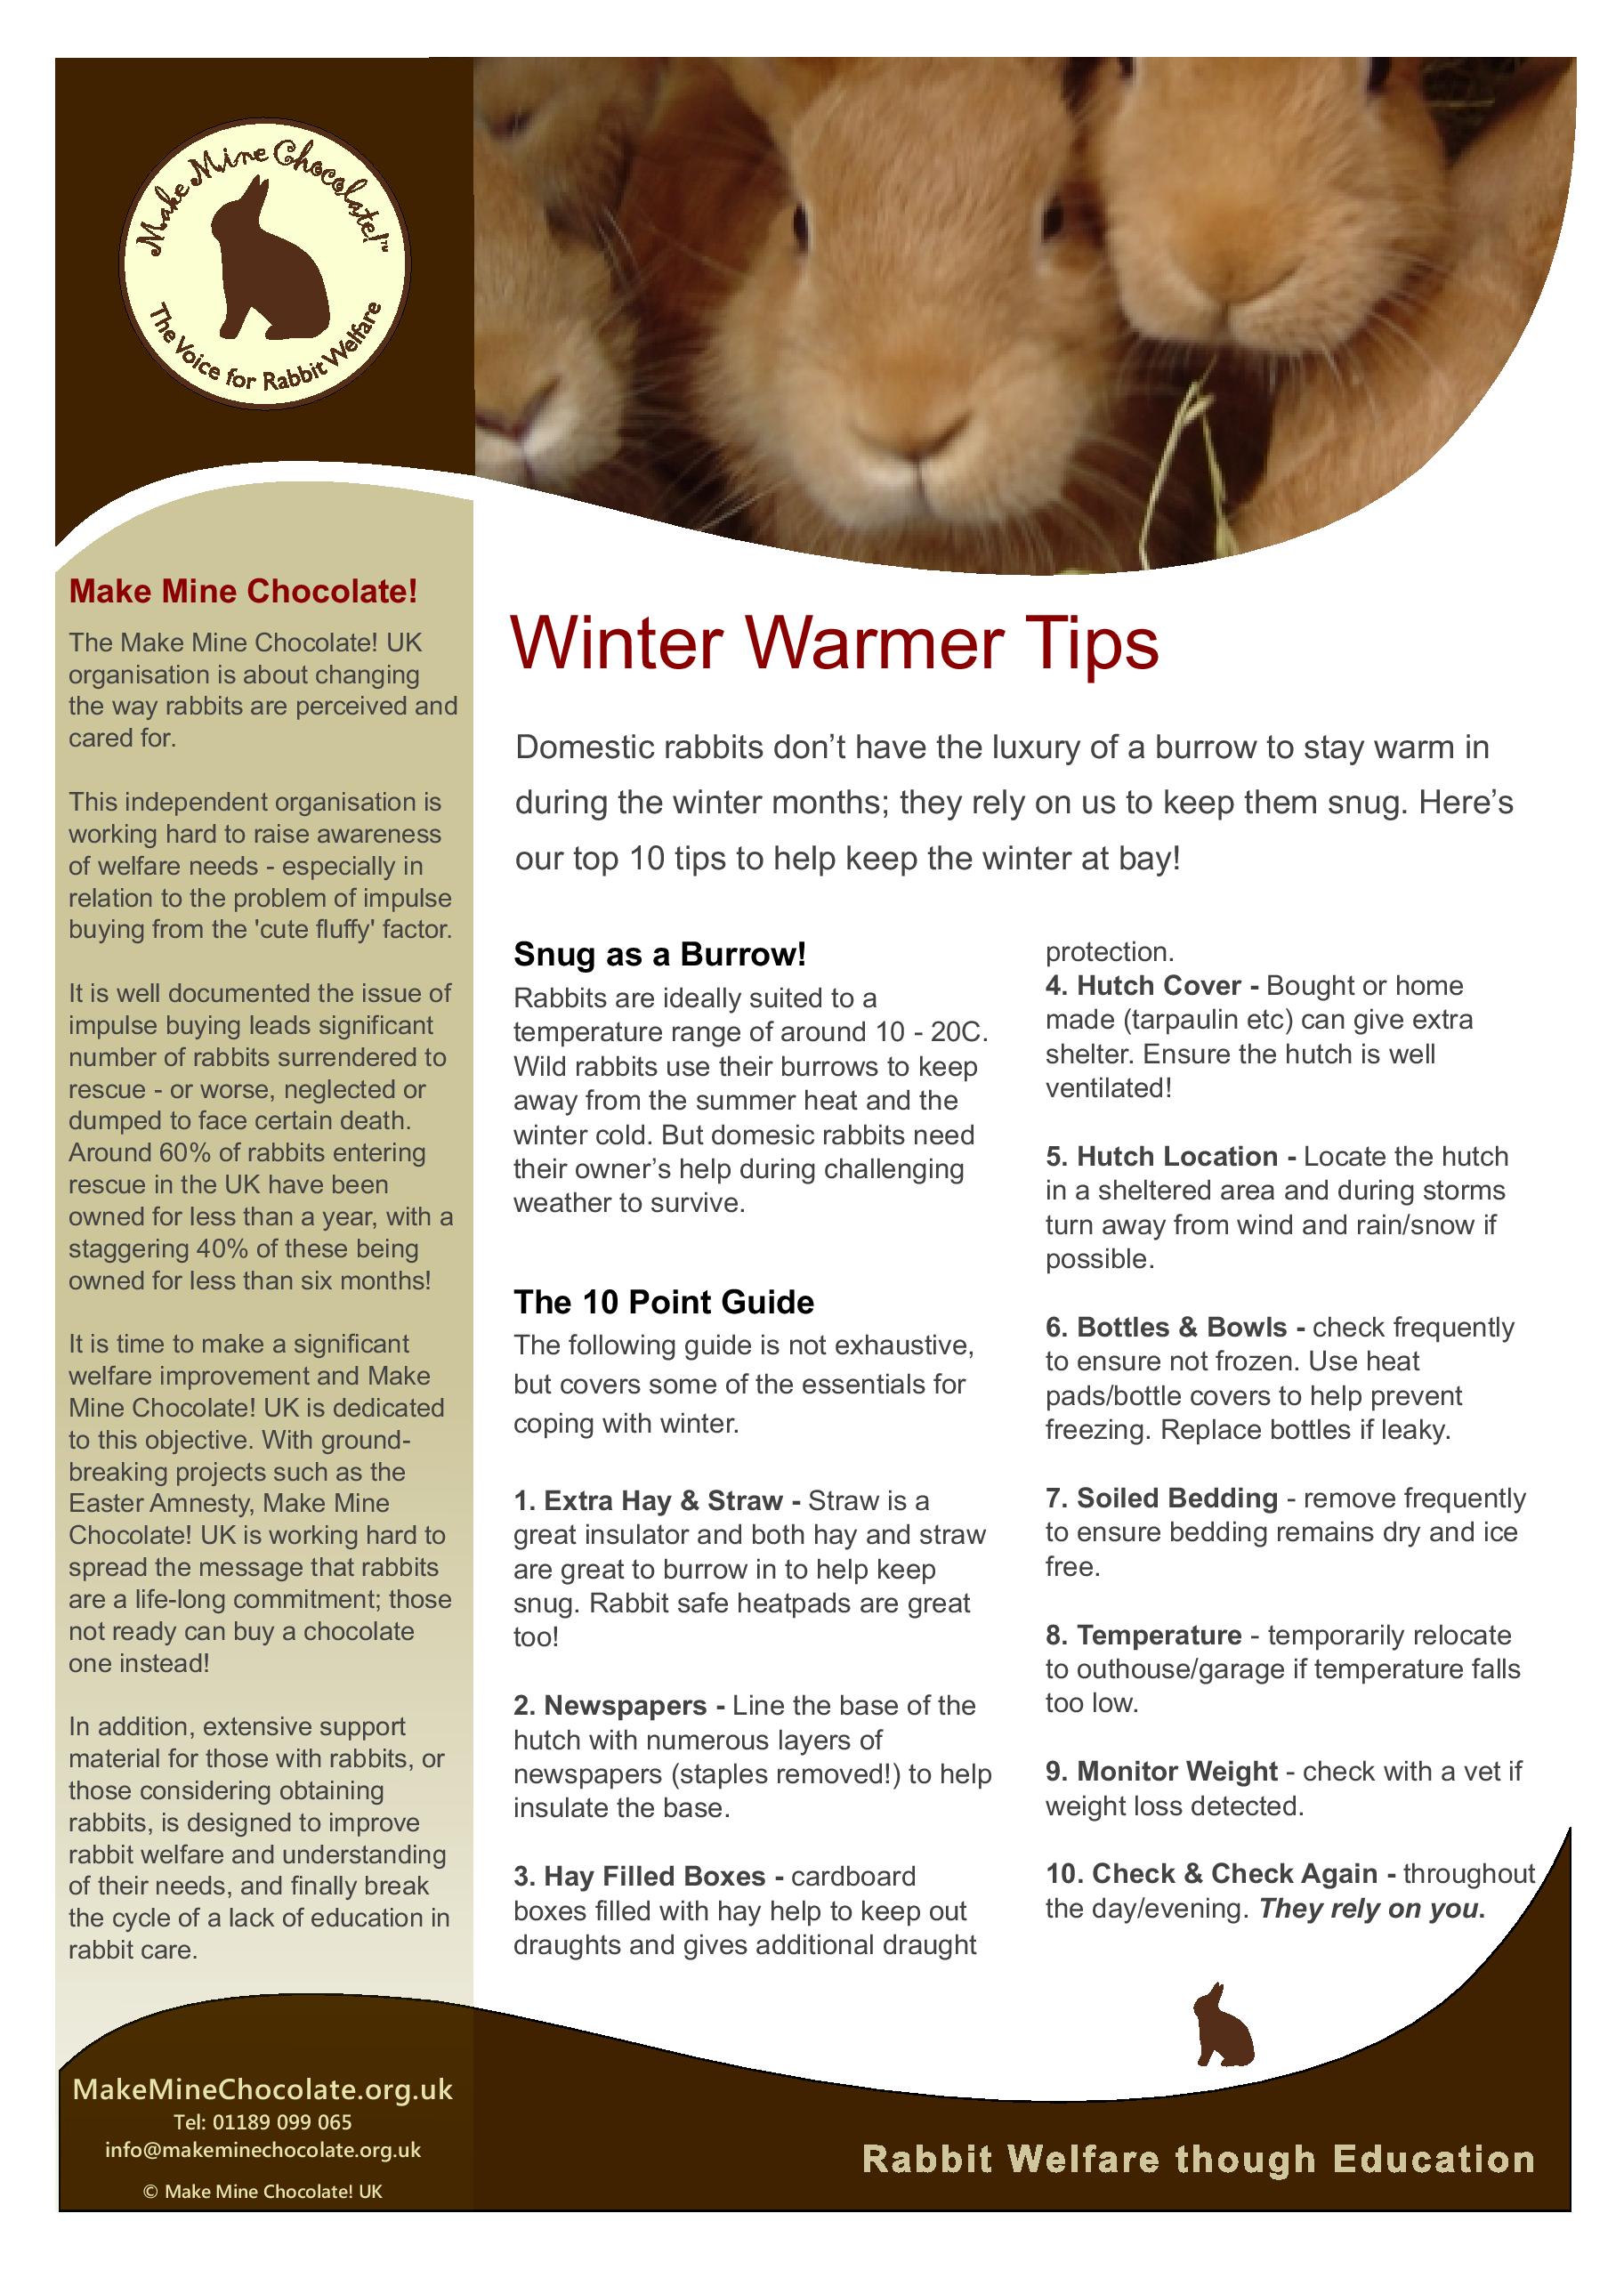 Make Mine Chocolate!™
The Voice for Rabbit Welfare
Make Mine Chocolate!
The Make Mine Chocolate! UK
organisation is about changing
the way rabbits are perceived and
cared for.
This independent organisation is
working hard to raise awareness
of welfare needs - especially in
relation to the problem of impulse
buying from the 'cute fluffy' factor.
It is well documented the issue of
impulse buying leads significant
number of rabbits surrendered to
rescue - or worse, neglected or
dumped to face certain death.
Around 60% of rabbits entering
rescue in the UK have been
owned for less than a year, with a
staggering 40% of these being
owned for less than six months!
It is time to make a significant
welfare improvement and Make
Mine Chocolate! UK is dedicated
to this objective. With ground-
breaking projects such as the
Easter Amnesty, Make Mine
Chocolate! UK is working hard to
spread the message that rabbits
are a life-long commitment; those
not ready can buy a chocolate
one instead!
In addition, extensive support
material for those with rabbits, or
those considering obtaining
rabbits, is designed to improve
rabbit welfare and understanding
of their needs, and finally break
the cycle of a lack of education in
rabbit care.
MakeMineChocolate.org.uk
Tel: 01189 099 065
info@makeminechocolate.org.uk
© Make Mine Chocolate! UK
Winter Warmer Tips
Domestic rabbits don’t have the luxury of a burrow to stay warm in
during the winter months; they rely on us to keep them snug. Here’s
our top 10 tips to help keep the winter at bay!
Snug as a Burrow!
Rabbits are ideally suited to a
temperature range of around 10 - 20C.
Wild rabbits use their burrows to keep
away from the summer heat and the
winter cold. But domesic rabbits need
their owner’s help during challenging
weather to survive.
The 10 Point Guide
The following guide is not exhaustive,
but covers some of the essentials for
coping with winter.
1. Extra Hay & Straw - Straw is a
great insulator and both hay and straw
are great to burrow in to help keep
snug. Rabbit safe heatpads are great
too!
2. Newspapers - Line the base of the
hutch with numerous layers of
newspapers (staples removed!) to help
insulate the base.
3. Hay Filled Boxes - cardboard
boxes filled with hay help to keep out
draughts and gives additional draught
protection.
4. Hutch Cover - Bought or home
made (tarpaulin etc) can give extra
shelter. Ensure the hutch is well
ventilated!
5. Hutch Location - Locate the hutch
in a sheltered area and during storms
turn away from wind and rain/snow if
possible.
6. Bottles & Bowls - check frequently
to ensure not frozen. Use heat
pads/bottle covers to help prevent
freezing. Replace bottles if leaky.
7. Soiled Bedding - remove frequently
to ensure bedding remains dry and ice
free.
8. Temperature - temporarily relocate
to outhouse/garage if temperature falls
too low.
9. Monitor Weight - check with a vet if
weight loss detected.
10. Check & Check Again - throughout
the day/evening. They rely on you.
Rabbit Welfare though Education